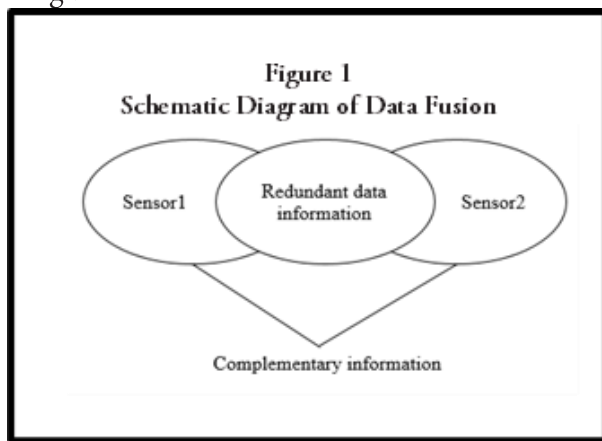 Figure 1
Schematic Diagram of Data Fusion
Sensor1
Redundant data
information
Sensor2
Complementary information